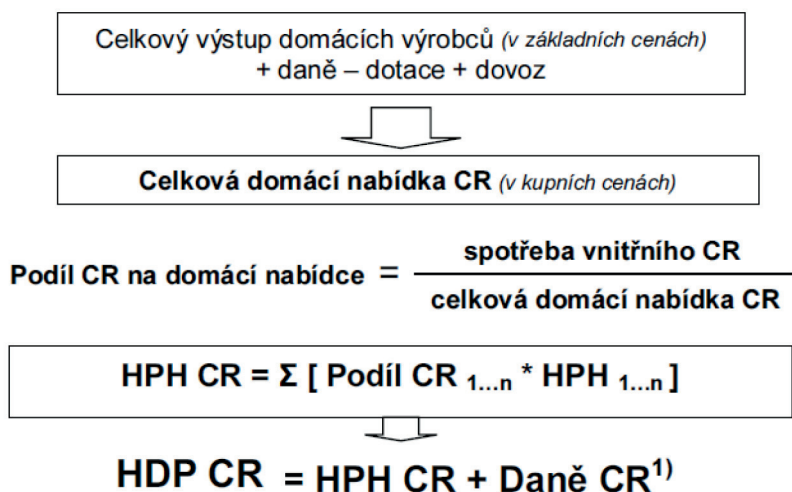 Celkový výstup domácích výrobců (v základních cenách)
+ daně – dotace + dovoz
Celková domácí nabídka CR (v kupních cenách)
Podíl CR na domácí nabídce = spotřeba vnitřního CR
celková domácí nabídka CR
HPH CR = Σ [ Podíl CR 1...n * HPH 1...n ]
HDP CR = HPH CR + Daně CR1)